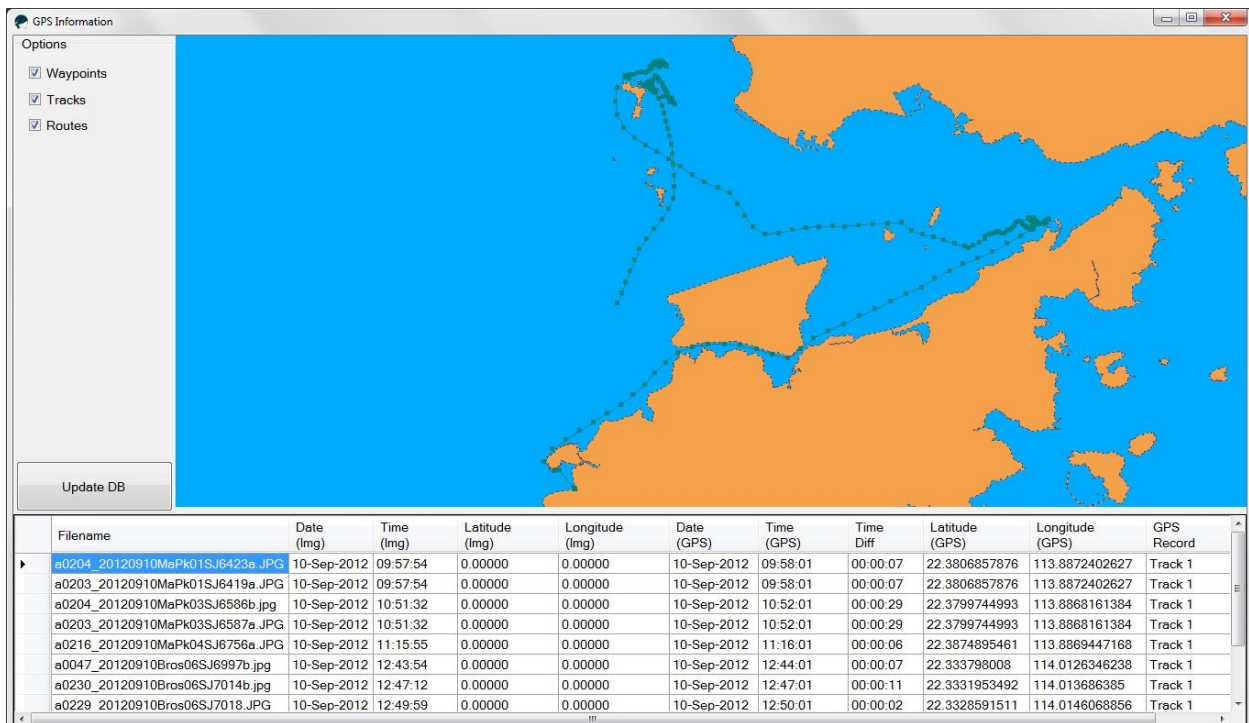 GPS Information
Options
Waypoints
Tracks
Routes
Update DB
Filename Date (Img) Time (Img) Latitude (Img) Longitude (Img) Date (GPS) Time (GPS) Time Diff Latitude (GPS) Longitude (GPS) GPS Record
a0204_20120910MaPk01SJ6423a.JPG 10-Sep-2012 09:57:54 0.00000 0.00000 10-Sep-2012 09:58:01 00:00:07 22.3806857876 113.8872402627 Track 1
a0203_20120910MaPk01SJ6419a.JPG 10-Sep-2012 09:57:54 0.00000 0.00000 10-Sep-2012 09:58:01 00:00:07 22.3806857876 113.8872402627 Track 1
a0204_20120910MaPk03SJ6586b.jpg 10-Sep-2012 10:51:32 0.00000 0.00000 10-Sep-2012 10:52:01 00:00:29 22.3799744993 113.8868161384 Track 1
a0203_20120910MaPk03SJ6587a.JPG 10-Sep-2012 10:51:32 0.00000 0.00000 10-Sep-2012 10:52:01 00:00:29 22.3799744993 113.8868161384 Track 1
a0216_20120910MaPk04SJ6756a.JPG 10-Sep-2012 11:15:55 0.00000 0.00000 10-Sep-2012 11:16:01 00:00:06 22.3874895461 113.8869447168 Track 1
a0047_20120910Bros06SJ6997b.jpg 10-Sep-2012 12:43:54 0.00000 0.00000 10-Sep-2012 12:44:01 00:00:07 22.333798008 114.0126346238 Track 1
a0230_20120910Bros06SJ7014b.jpg 10-Sep-2012 12:47:12 0.00000 0.00000 10-Sep-2012 12:47:01 00:00:11 22.3331953492 114.013686385 Track 1
a0229_20120910Bros06SJ7018.JPG 10-Sep-2012 12:49:59 0.00000 0.00000 10-Sep-2012 12:50:01 00:00:02 22.3328591511 114.0146068856 Track 1